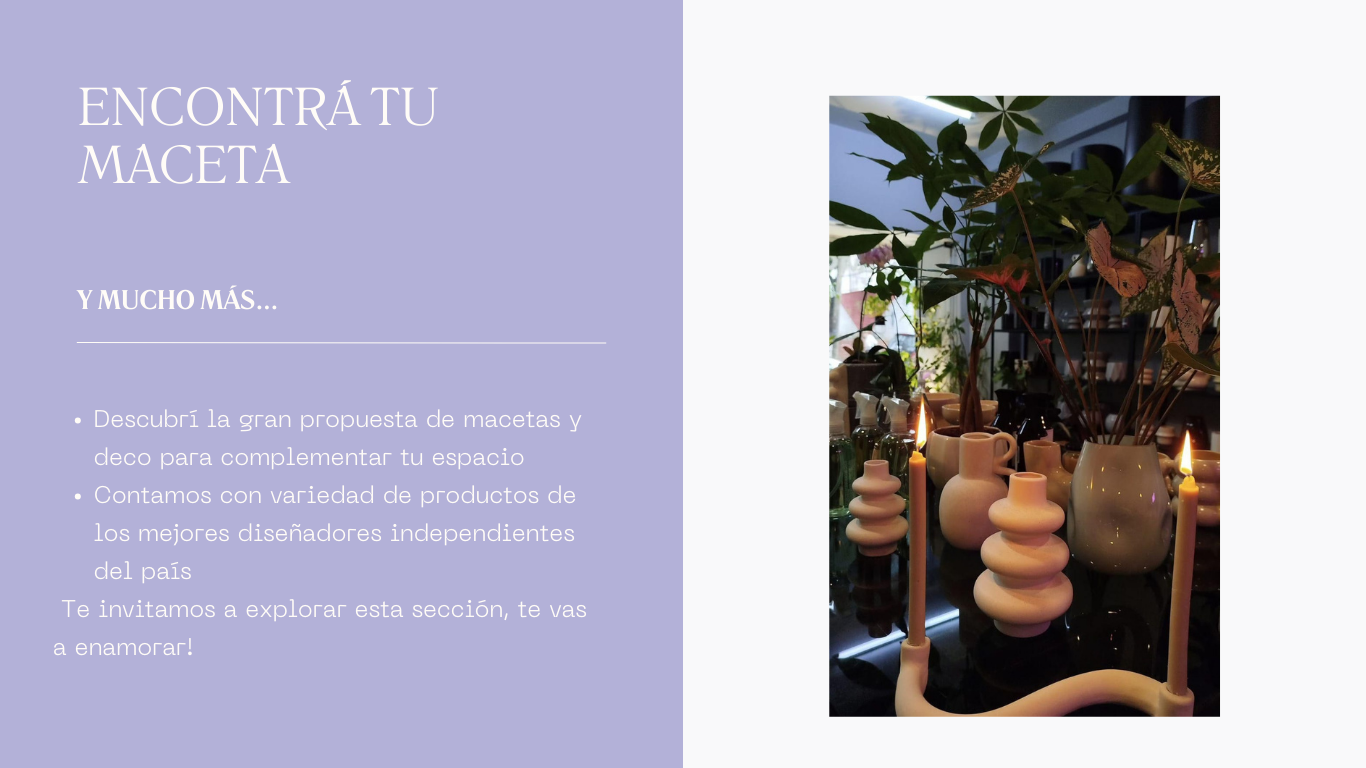 ENCONTRÁ TU
MACETA
Y MUCHO MÁS...
• Descubrí la gran propuesta de macetas y
deco para complementar tu espacio
• Contamos con variedad de productos de
los mejores diseñadores independientes
del país
Te invitamos a explorar esta sección, te vas
a enamorar!